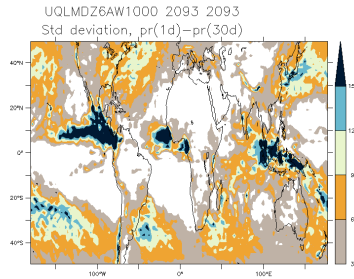 UQLMDZ6AW1000 2093 2093
Std deviation, pr(1d)-pr(30d)
40°N
20°N
0°
20°S
40°S
100°W
0°
100°E
15
12
9
6
3